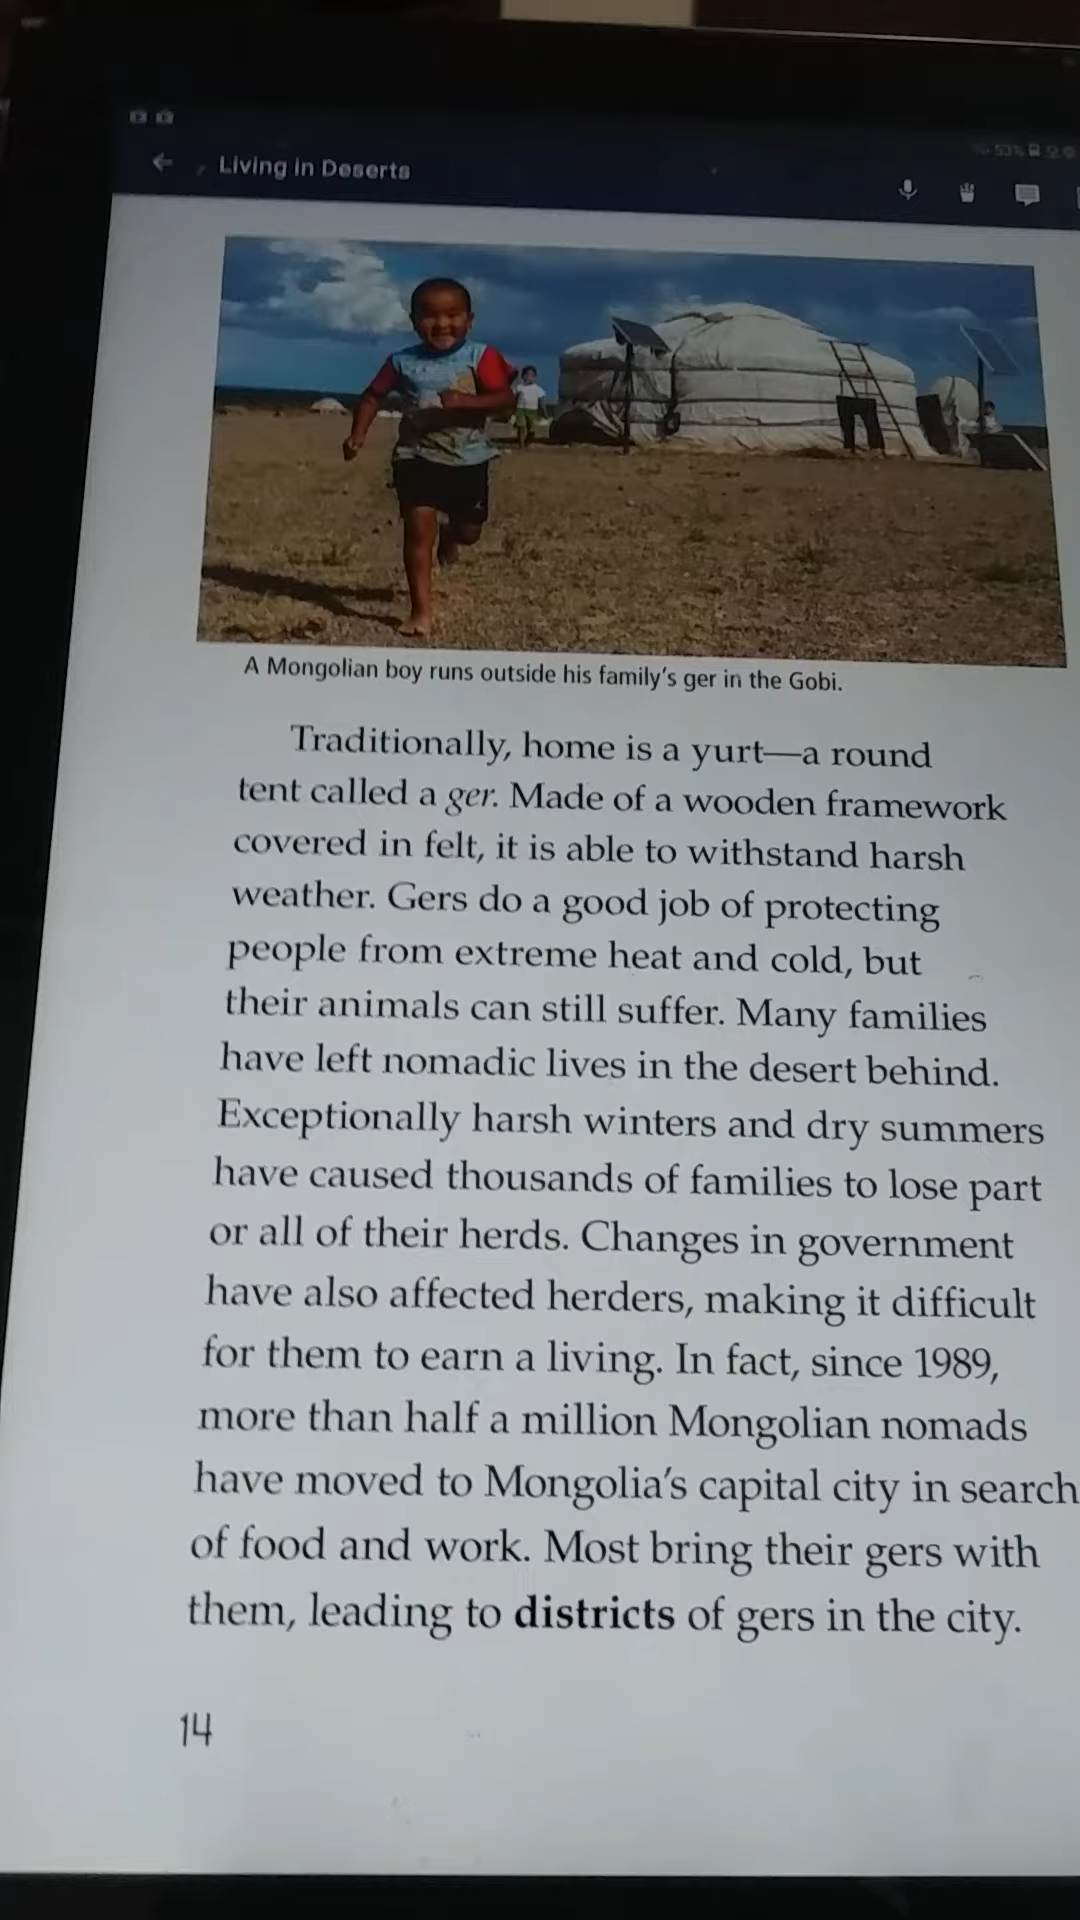 Living in Deserts
A Mongolian boy runs outside his family's ger in the Gobi.
Traditionally, home is a yurt—a round
tent called a ger. Made of a wooden framework
covered in felt, it is able to withstand harsh
weather. Gers do a good job of protecting
people from extreme heat and cold, but
their animals can still suffer. Many families
have left nomadic lives in the desert behind.
Exceptionally harsh winters and dry summers
have caused thousands of families to lose part
or all of their herds. Changes in government
have also affected herders, making it difficult
for them to earn a living. In fact, since 1989,
more than half a million Mongolian nomads
have moved to Mongolia's capital city in search
of food and work. Most bring their gers with
them, leading to districts of gers in the city.
14